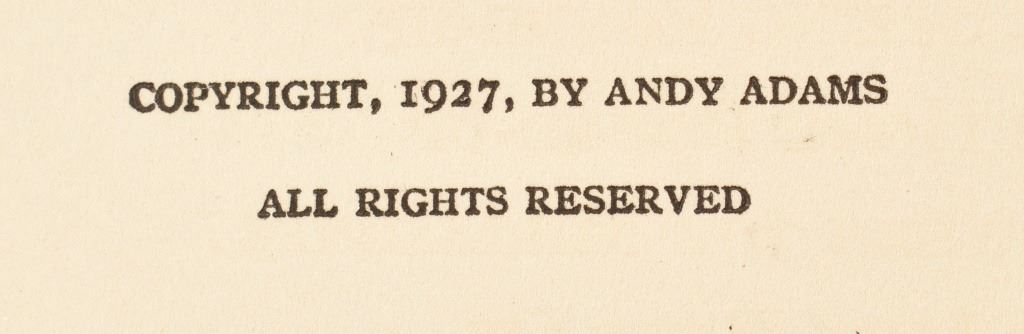 COPYRIGHT, 1927, BY ANDY ADAMS
ALL RIGHTS RESERVED